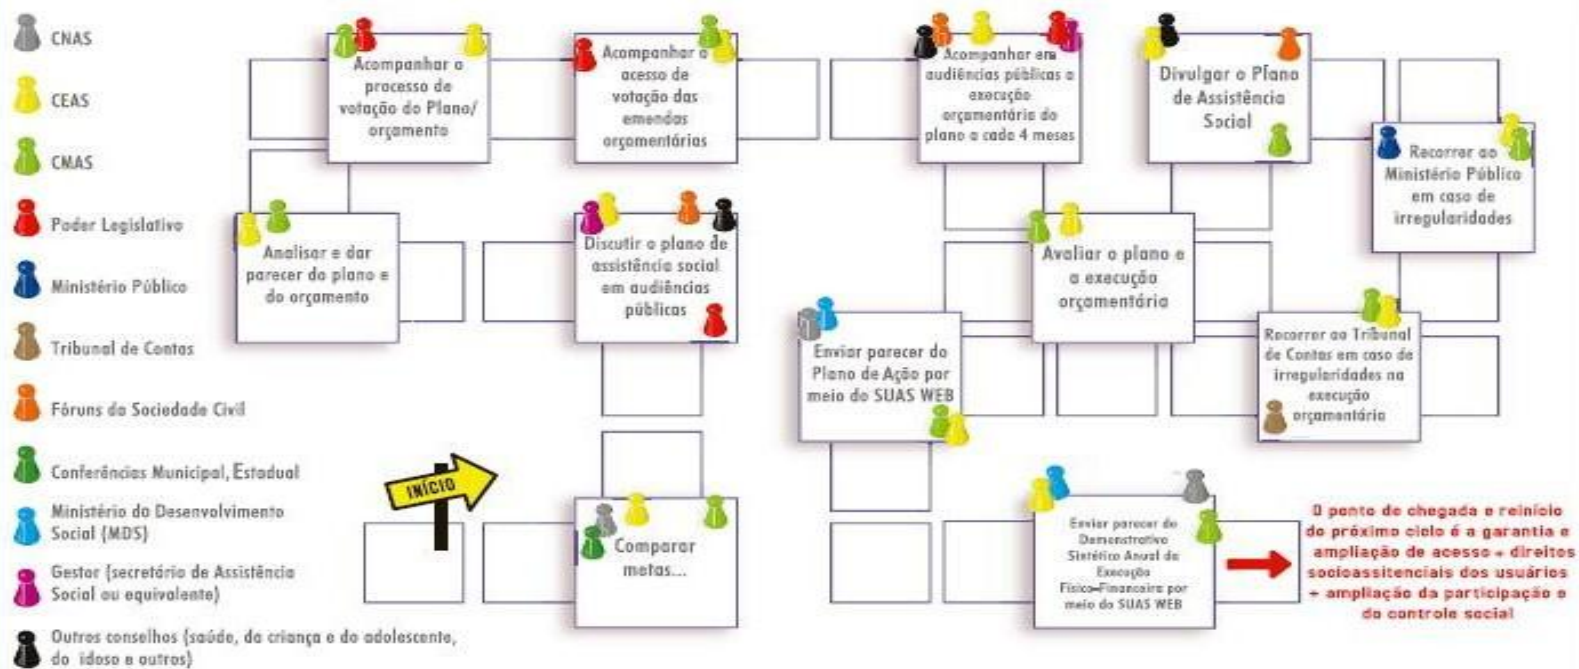 CNAS
CEAS
CMAS
Poder Legislativo
Ministério Público
Tribunal de Contas
Fóruns da Sociedade Civil
Conferências Municipal, Estadual
Ministério do Desenvolvimento
Social (MDS)
Gestor (secretário de Assistência
Social ou equivalente)
Outros conselhos (saúde, da criança e do adolescente,
do idoso e outros)
INÍCIO
Comparar
metas...
Discutir o plano de
assistência social
em audiências
públicas
Analisar e dar
parecer do plano e
do orçamento
Acompanhar o
processo de
votação do Plano/
orçamento
Acompanhar o
acesso de
votação das
emendas
orçamentárias
Acompanhar em
audiências públicas a
execução
orçamentária do
plano a cada 4 meses
Divulgar o Plano
de Assistência
Social
Recorrer ao
Ministério Público
em caso de
irregularidades
Avaliar o plano e
a execução
orçamentária
Recorrer ao Tribunal
de Contas em caso de
irregularidades na
execução
orçamentária
Enviar parecer do
Plano de Ação por
meio do SUAS WEB
Enviar parecer do
Demonstrativo
Sintético Anual da
Execução
Físico-Financeira por
meio do SUAS WEB
O ponto de chegada e reinício
do próximo ciclo é a garantia e
ampliação de acesso + direitos
socioassitenciais dos usuários
+ ampliação da participação e
do controle social